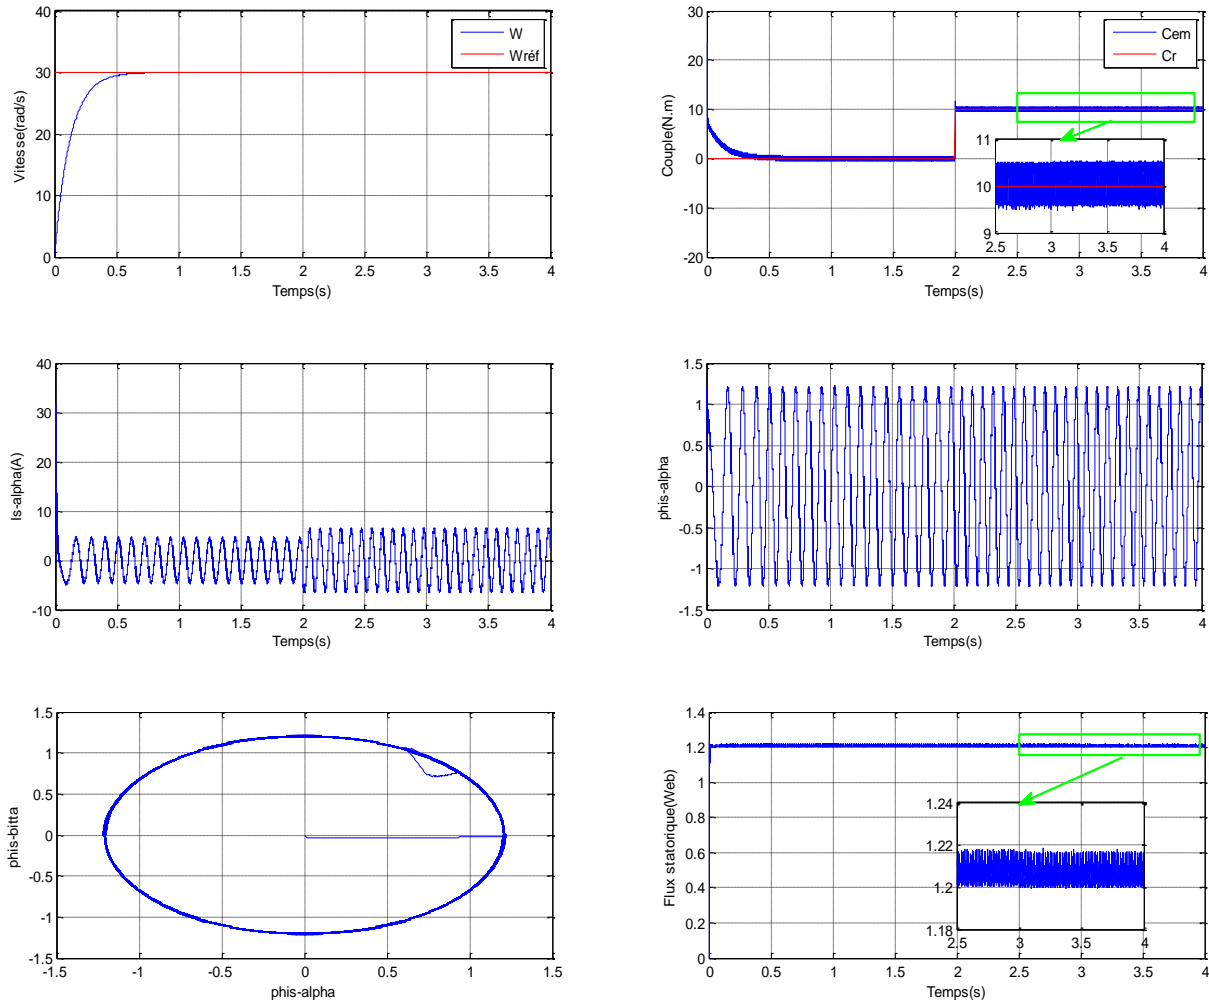 40
30
20
10
0
Vitesse(rad/s)
W
Wréf
0 0.5 1 1.5 2 2.5 3 3.5 4
Temps(s)
30
20
10
0
-10
-20
Couple(N.m)
Cem
Cr
11
10
9
2.5 3 3.5 4
0 0.5 1 1.5 2 2.5 3 3.5 4
Temps(s)
40
30
20
10
0
-10
Is-alpha(A)
0 0.5 1 1.5 2 2.5 3 3.5 4
Temps(s)
1.5
1
0.5
0
-0.5
-1
-1.5
phis-alpha
0 0.5 1 1.5 2 2.5 3 3.5 4
Temps(s)
1.5
1
0.5
0
-0.5
-1
-1.5
phis-bitta
-1.5 -1 -0.5 0 0.5 1 1.5
phis-alpha
1.4
1.2
1
0.8
0.6
0.4
0.2
0
Flux statorique(Web)
1.24
1.22
1.2
1.18
2.5 3 3.5 4
0 0.5 1 1.5 2 2.5 3 3.5 4
Temps(s)